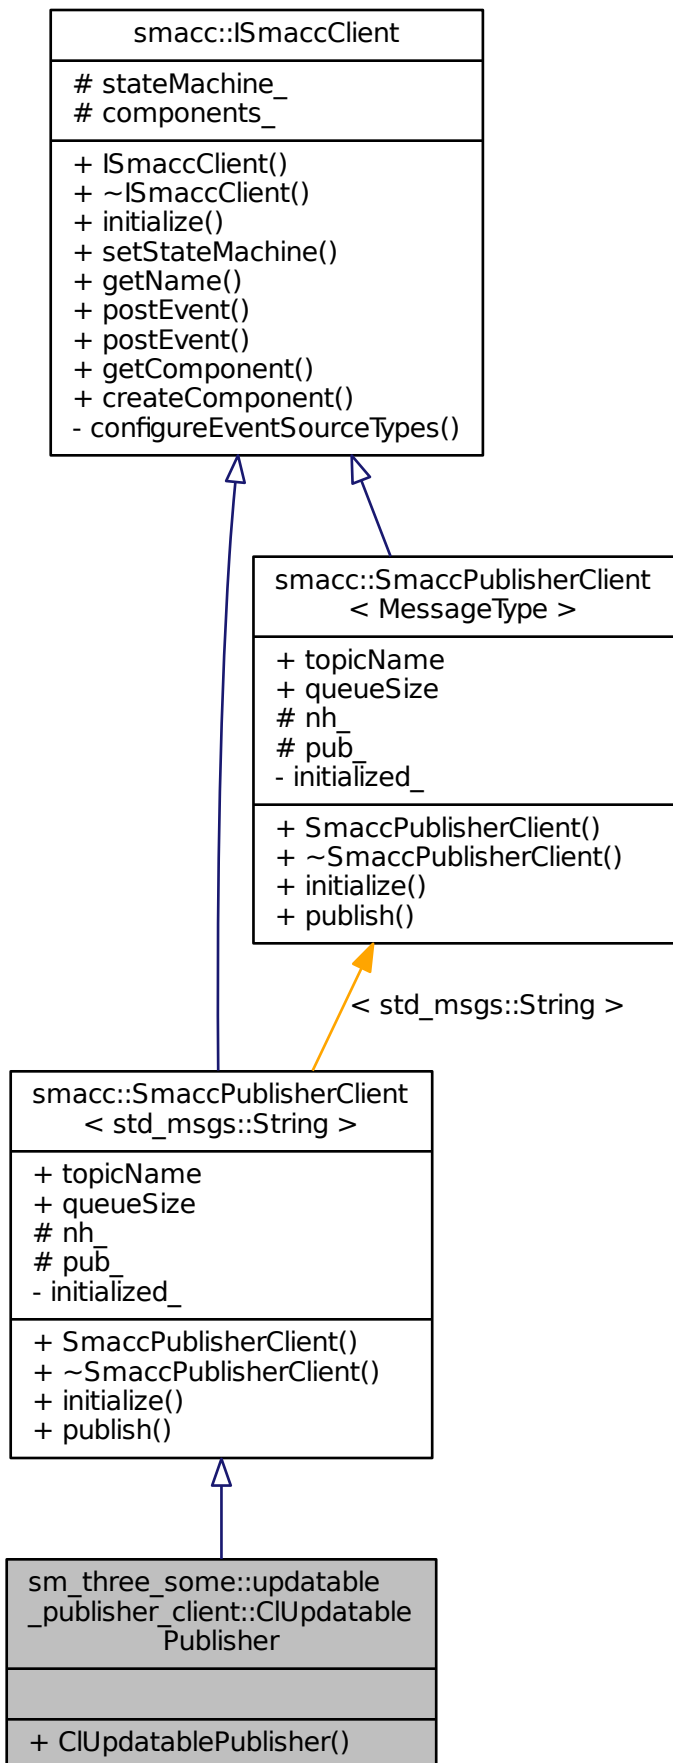 smacc::ISmaccClient
# stateMachine_
# components_
+ ISmaccClient()
+ ~ISmaccClient()
+ initialize()
+ setStateMachine()
+ getName()
+ postEvent()
+ postEvent()
+ getComponent()
+ createComponent()
- configureEventSourceTypes()
smacc::SmaccPublisherClient
< MessageType >
+ topicName
+ queueSize
# nh_
# pub_
- initialized_
+ SmaccPublisherClient()
+ ~SmaccPublisherClient()
+ initialize()
+ publish()
< std_msgs::String >
smacc::SmaccPublisherClient
< std_msgs::String >
+ topicName
+ queueSize
# nh_
# pub_
- initialized_
+ SmaccPublisherClient()
+ ~SmaccPublisherClient()
+ initialize()
+ publish()
sm_three_some::updatable
_publisher_client::ClUpdatable
Publisher
+ ClUpdatablePublisher()